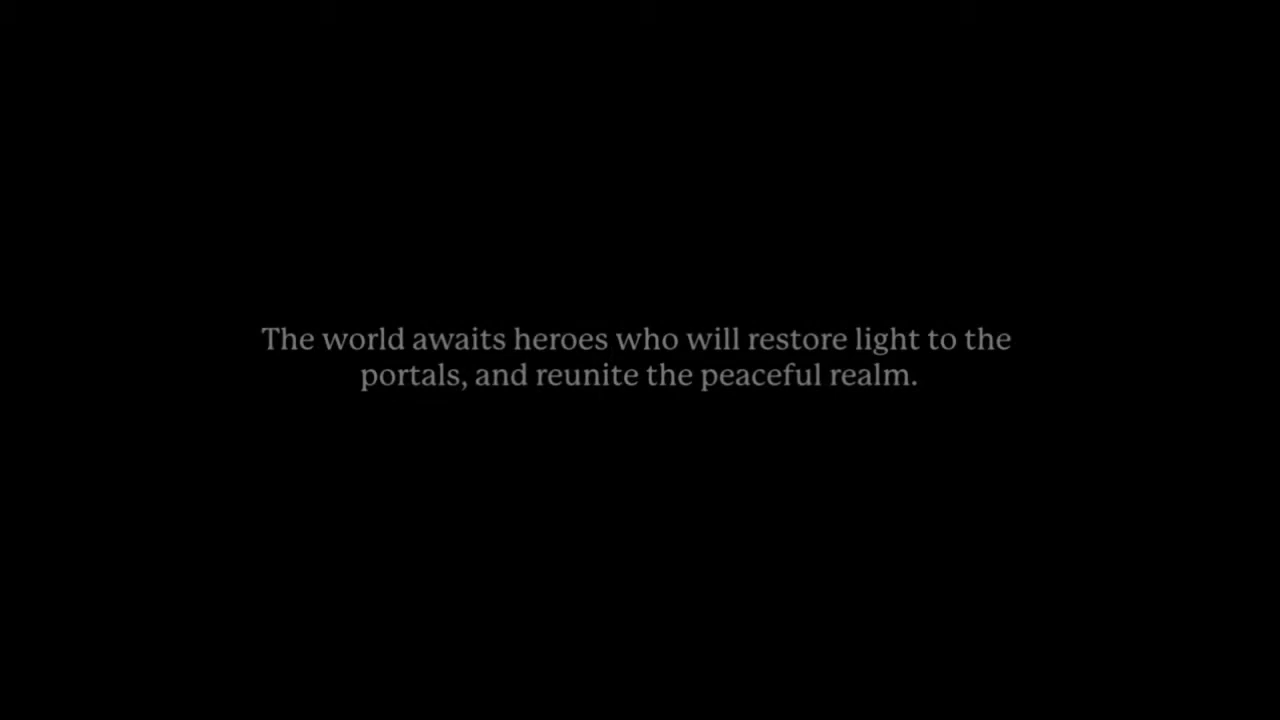 The world awaits heroes who will restore light to the
portals, and reunite the peaceful realm.